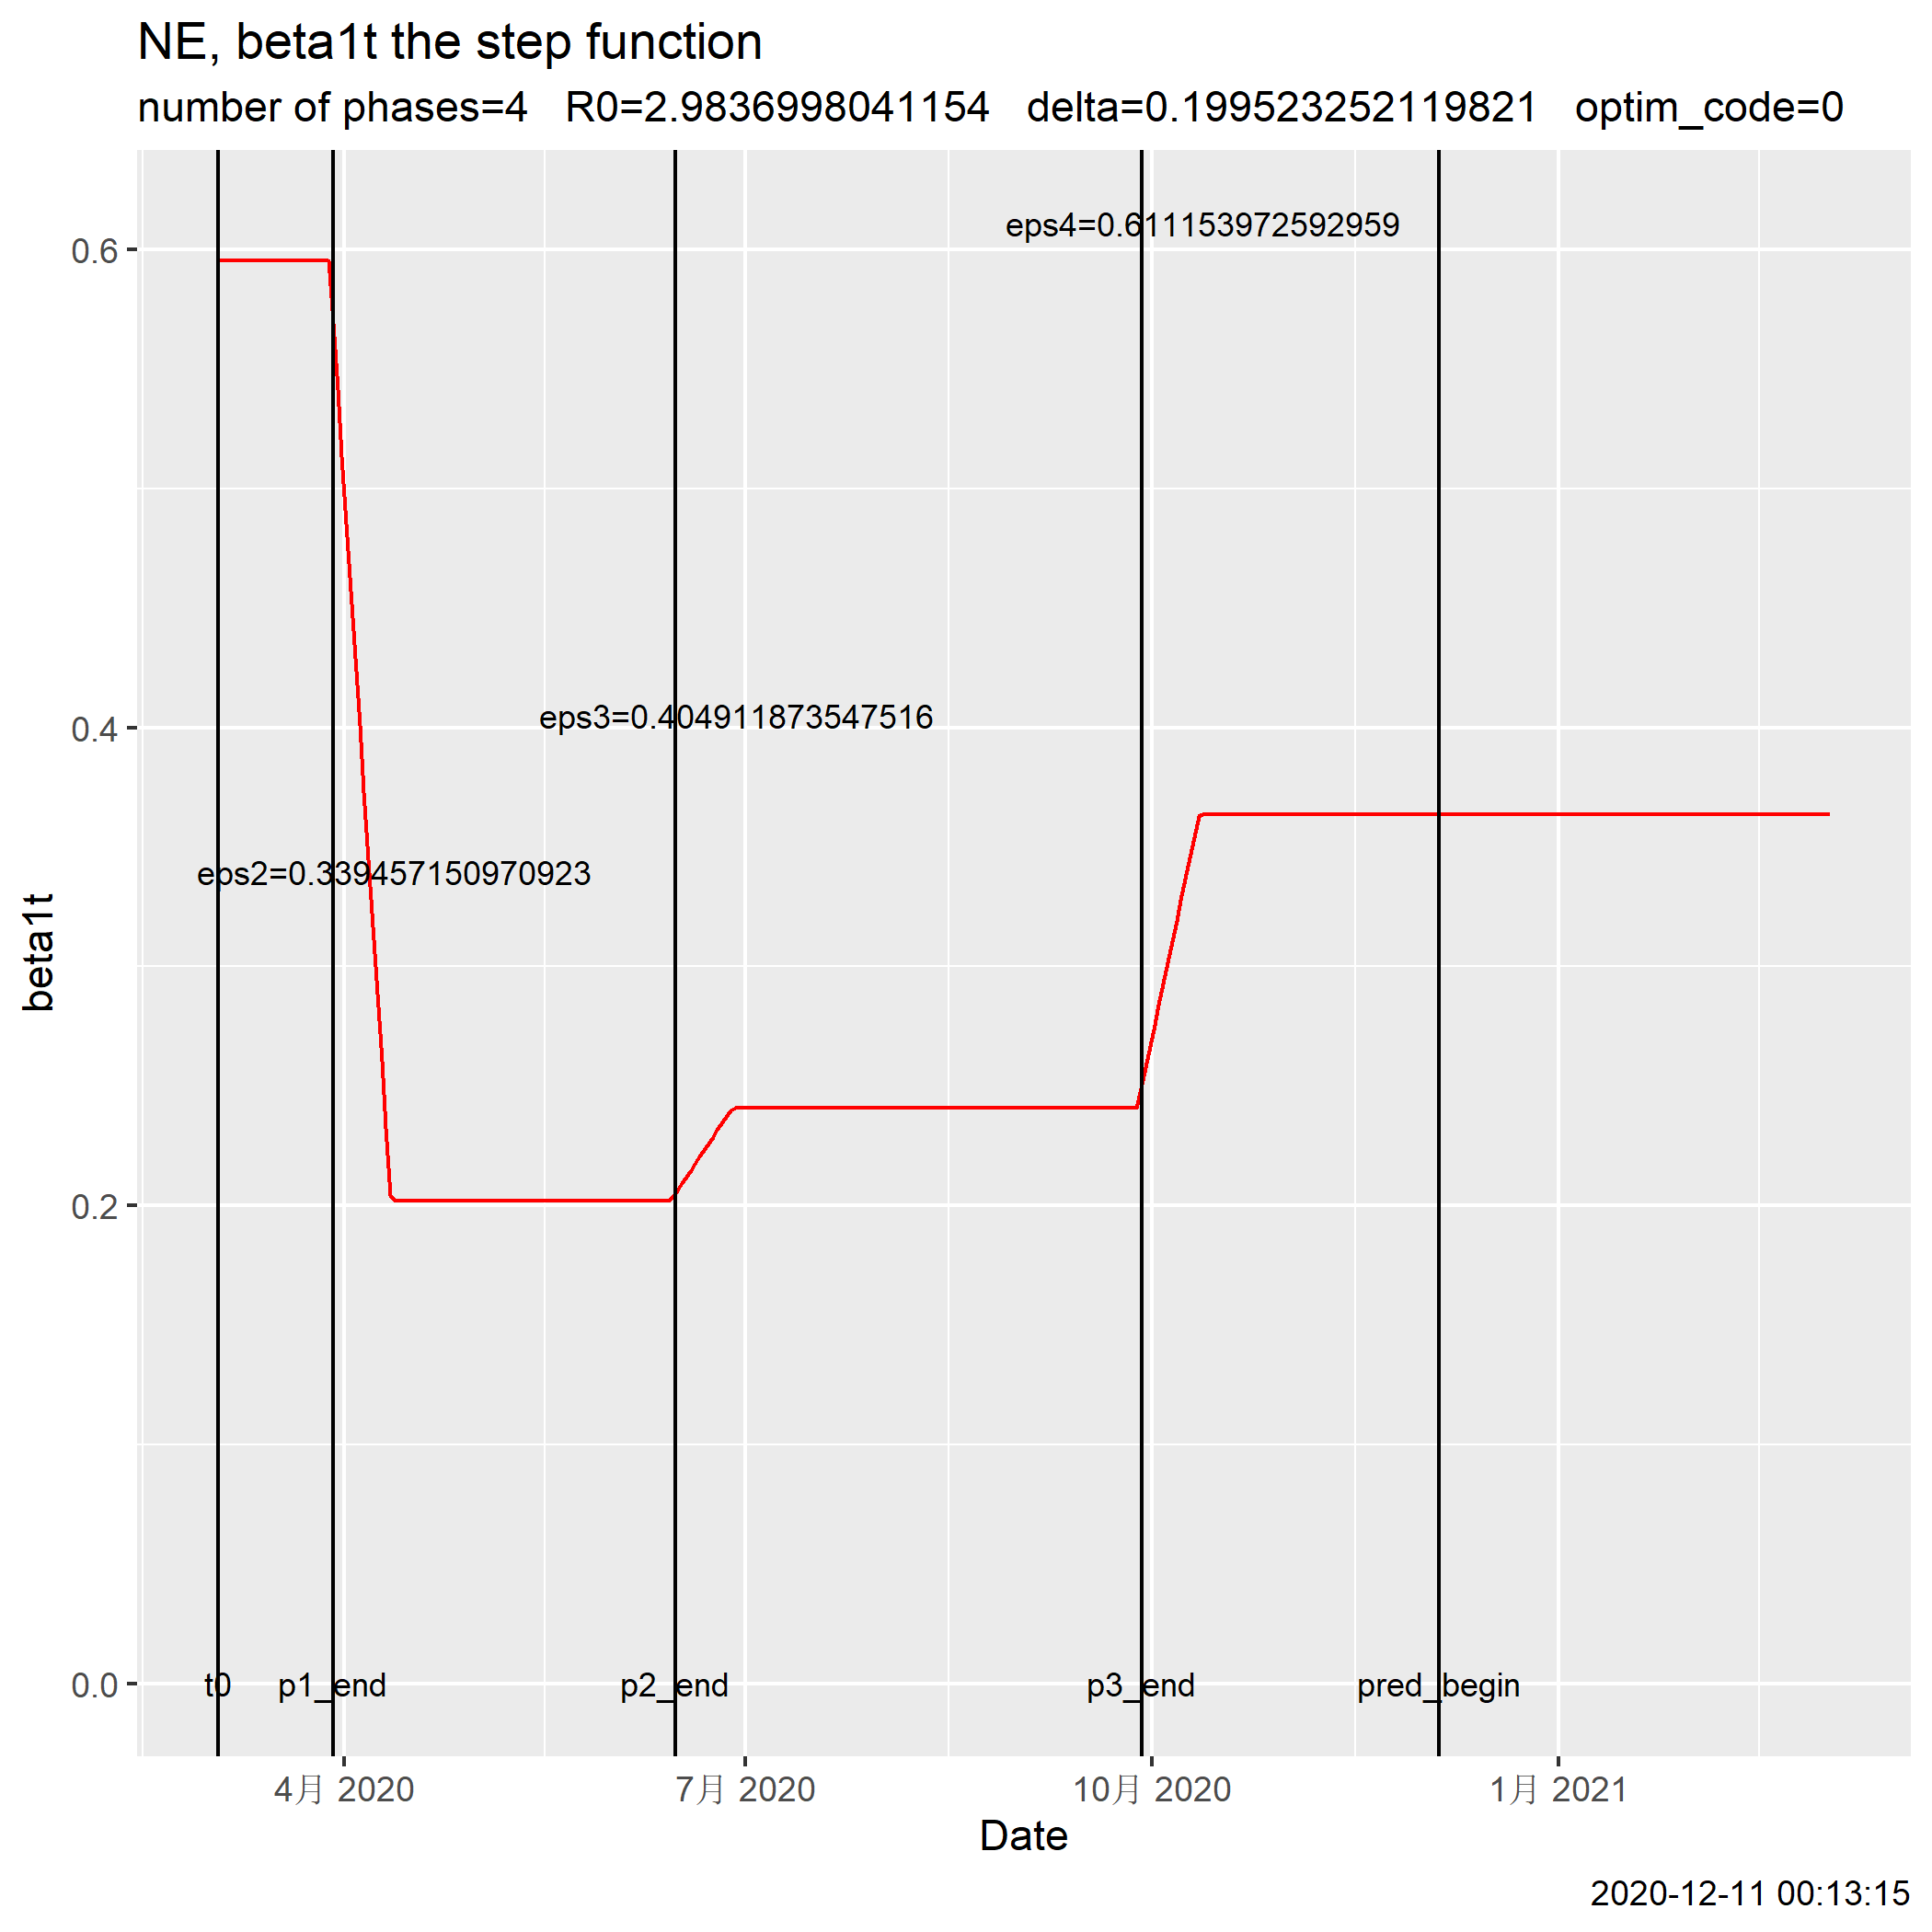 NE, beta1t the step function
number of phases=4 R0=2.9836998041154 delta=0.199523252119821 optim_code=0
eps4=0.611153972592959
0.6
eps3=0.404911873547516
0.4
eps2=0.339457150970923
beta1t
0.2
0.0
t0 p1_end p2_end p3_end pred_begin
4月 2020 7月 2020 10月 2020 1月 2021
Date
2020-12-11 00:13:15